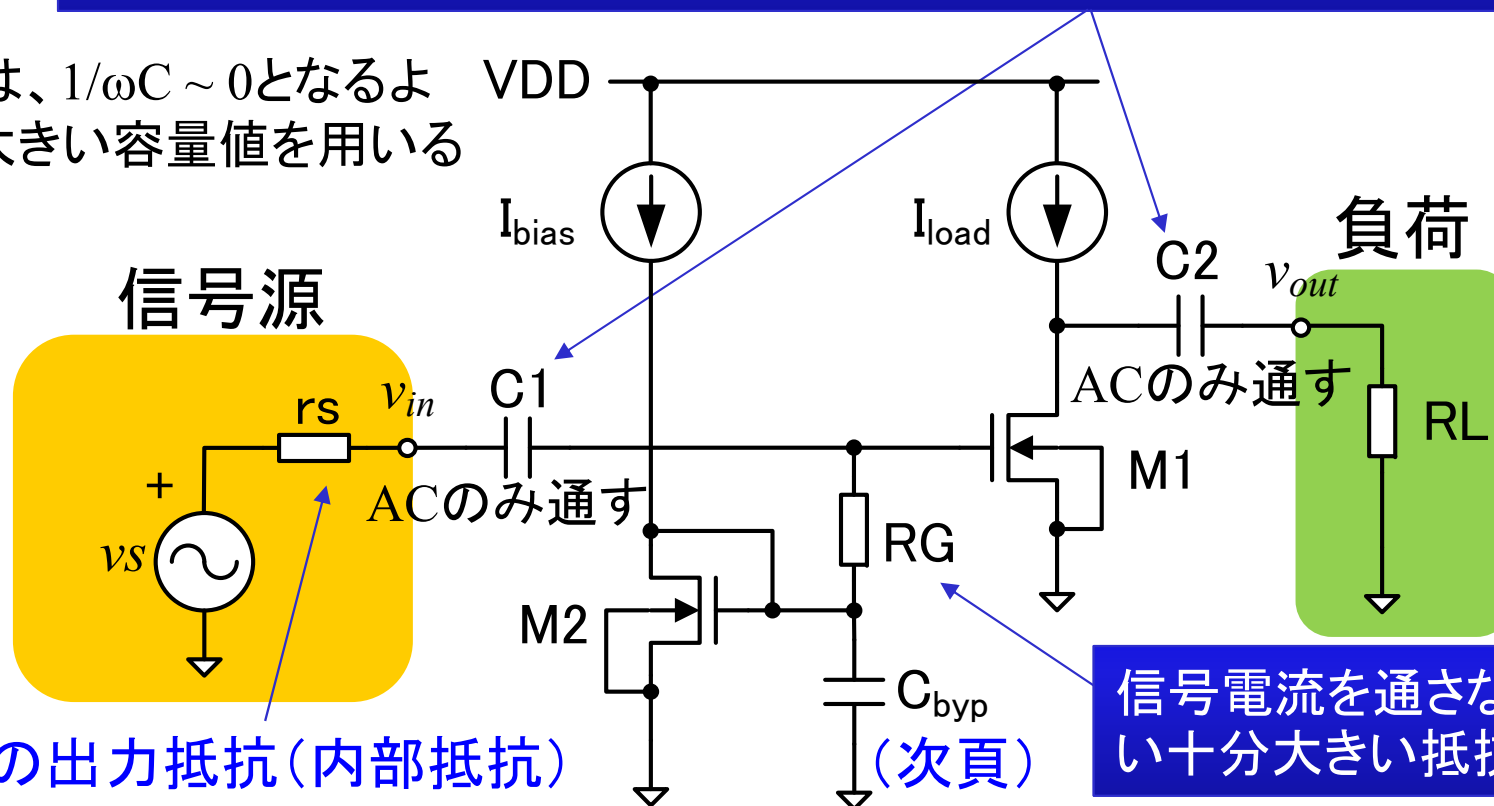 は、1/ωC ~ 0となるよ
大きい容量値を用いる
VDD
Ibias
Iload
負荷
C2
vout
信号源
ACのみ通す
RL
rs
vin
C1
ACのみ通す
M1
+
vs
RG
M2
Cbyp
(次頁)
の出力抵抗(内部抵抗)
信号電流を通さな
い十分大きい抵抗